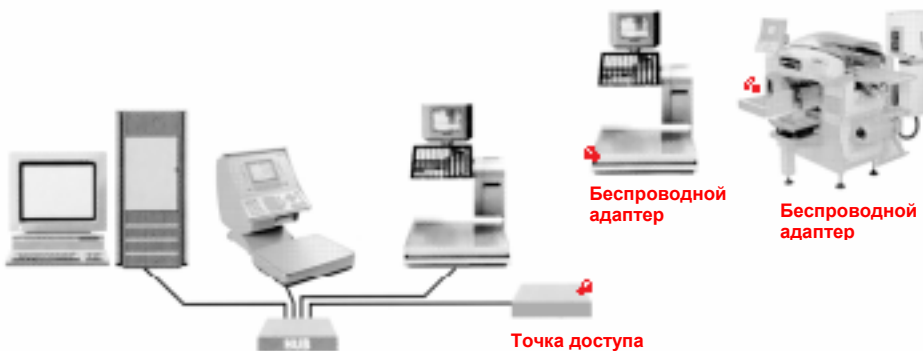 Беспроводной
адаптер
Беспроводной
адаптер
Точка доступа
HUB